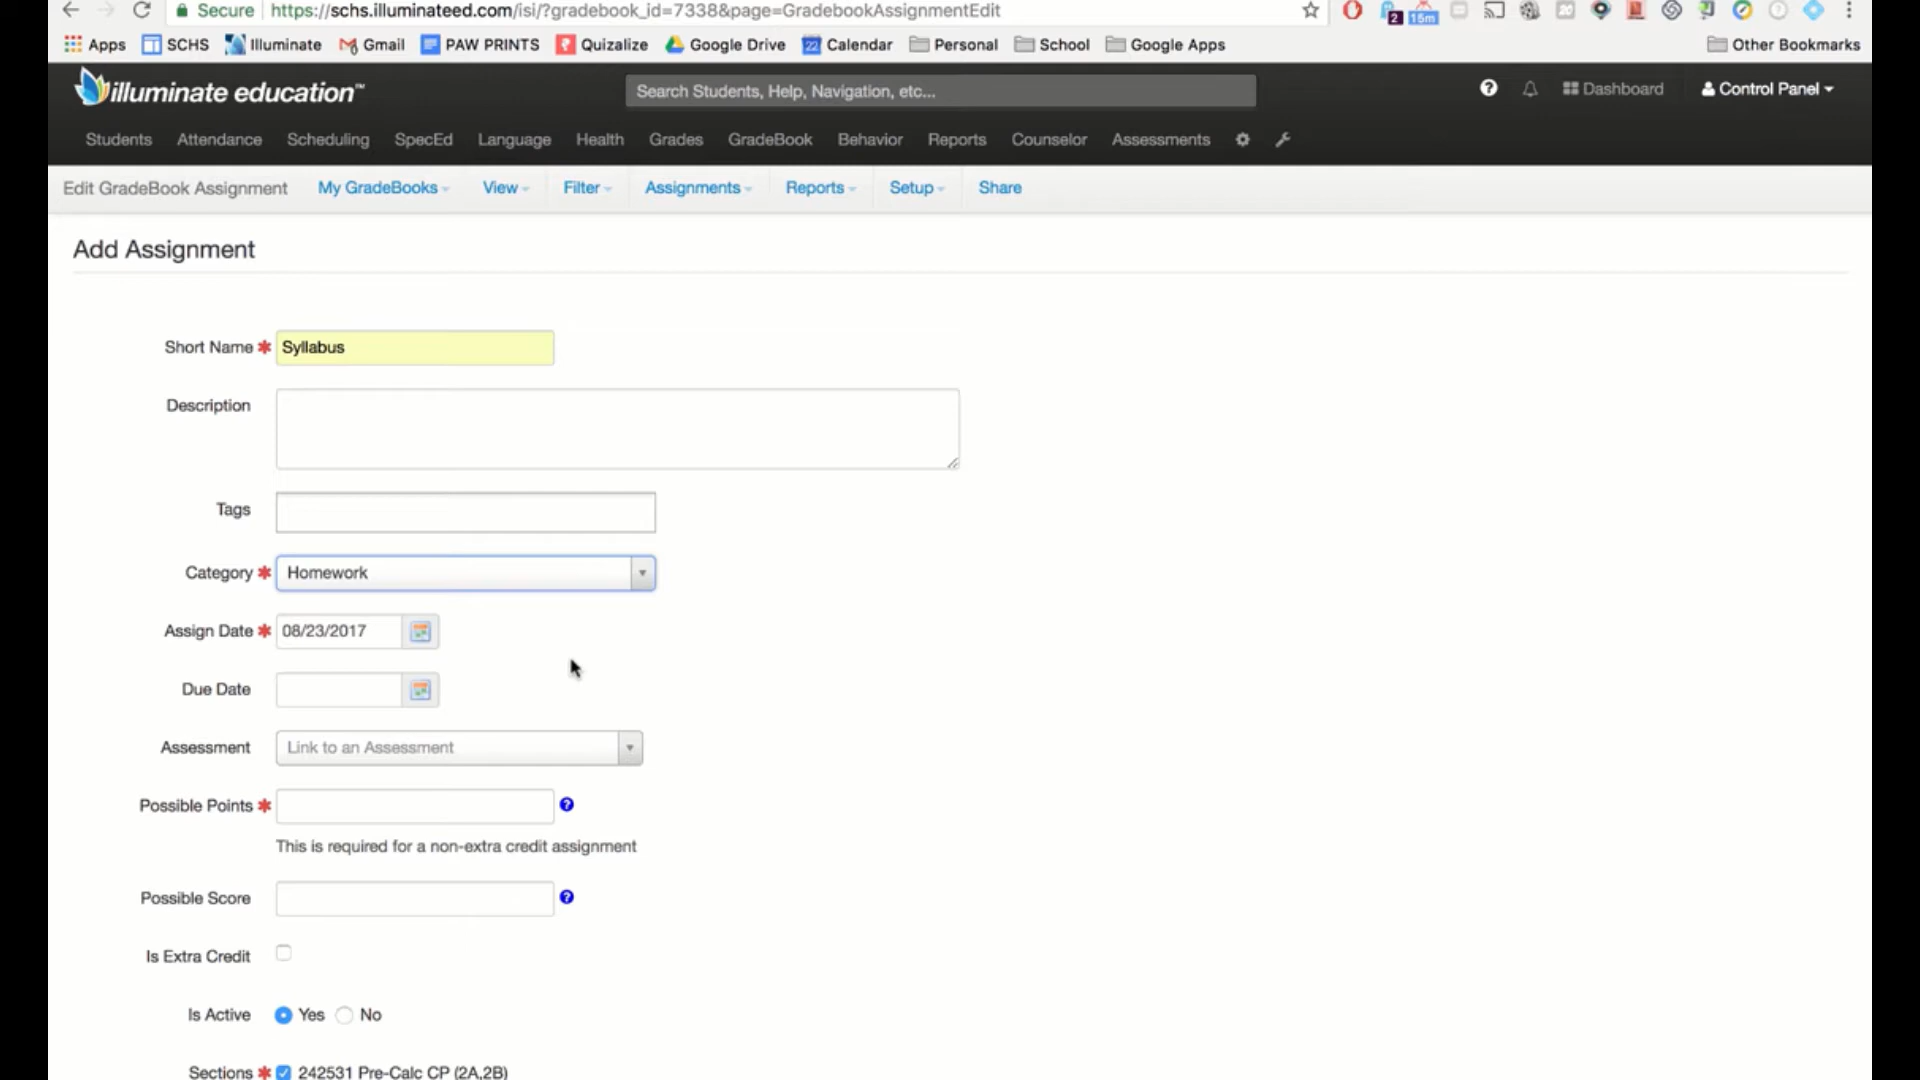 Secure https://schs.illuminateed.com/isi/?gradebook_id=7338&page=GradebookAssignmentEdit
2 15m
Apps SCHS Illuminate Gmail PAW PRINTS Quizalize Google Drive 22 Calendar Personal School Google Apps Other Bookmarks
illuminate education™ Search Students, Help, Navigation, etc... Dashboard Control Panel
Students Attendance Scheduling SpecEd Language Health Grades GradeBook Behavior Reports Counselor Assessments
Edit GradeBook Assignment My GradeBooks View Filter Assignments Reports Setup Share
Add Assignment
Short Name * Syllabus
Description
Tags
Category * Homework
Assign Date * 08/23/2017
Due Date
Assessment Link to an Assessment
Possible Points * ?
This is required for a non-extra credit assignment
Possible Score ?
Is Extra Credit
Is Active Yes No
Sections * 242531 Pre-Calc CP (2A,2B)